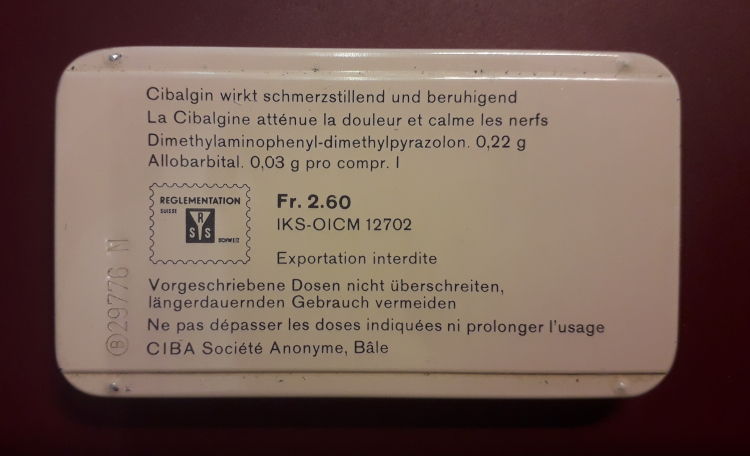 Cibalgin wirkt schmerzstillend und beruhigend
La Cibalgine atténue la douleur et calme les nerfs
Dimethylaminophenyl-dimethylpyrazolon. 0,22 g
Allobarbital. 0,03 g pro compr. I
REGLEMENTATION
SUISSE
R
S S
SCHWEIZ
Fr. 2.60
IKS-OICM 12702
Exportation interdite
Vorgeschriebene Dosen nicht überschreiten,
längerdauernden Gebrauch vermeiden
Ne pas dépasser les doses indiquées ni prolonger l'usage
CIBA Société Anonyme, Bâle
Ⓑ29776 M